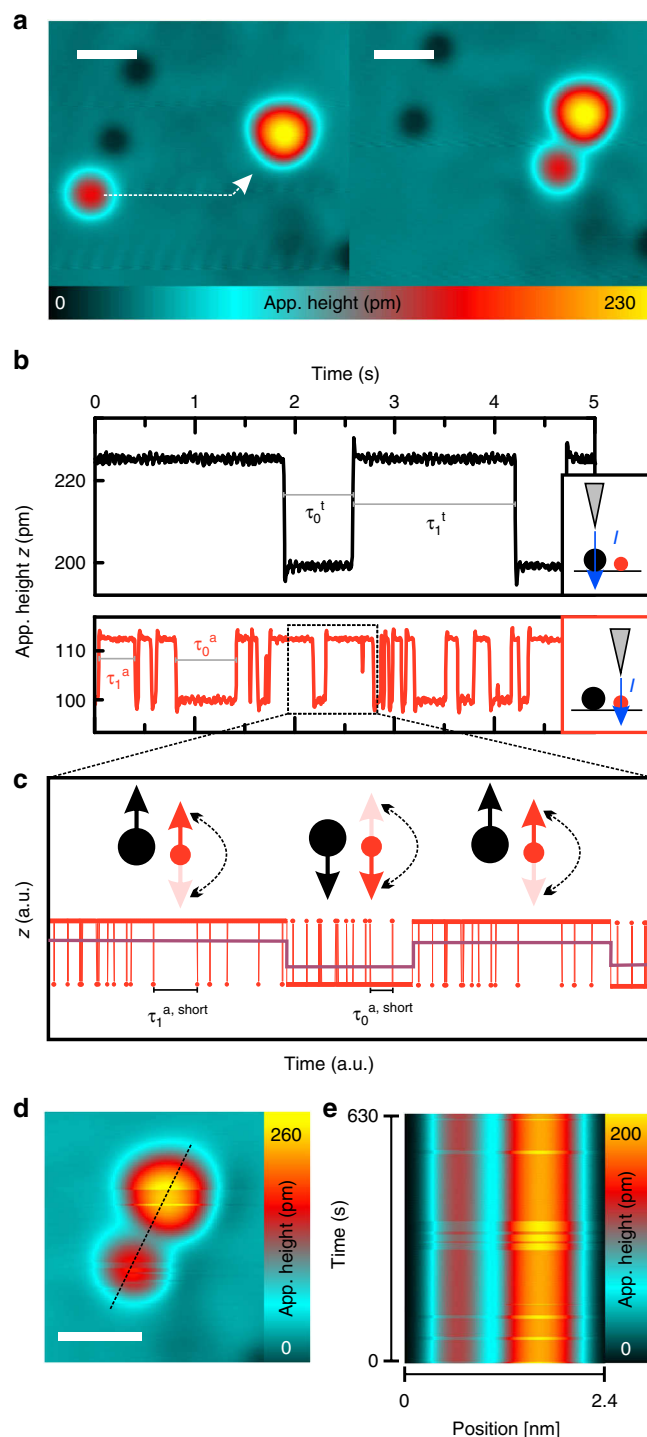 a
0
App. height (pm)
230
b
Time (s)
0 1 2 3 4 5
App. height z (pm)
220
200
τ₀ᵗ
τ₁ᵗ
I
110
100
τ₁ᵃ
τ₀ᵃ
I
c
z (a.u.)
τ₁ᵃ, ˢʰᵒʳᵗ
τ₀ᵃ, ˢʰᵒʳᵗ
Time (a.u.)
d
260
App. height (pm)
0
e
630
Time (s)
0
200
App. height (pm)
0
0
2.4
Position [nm]